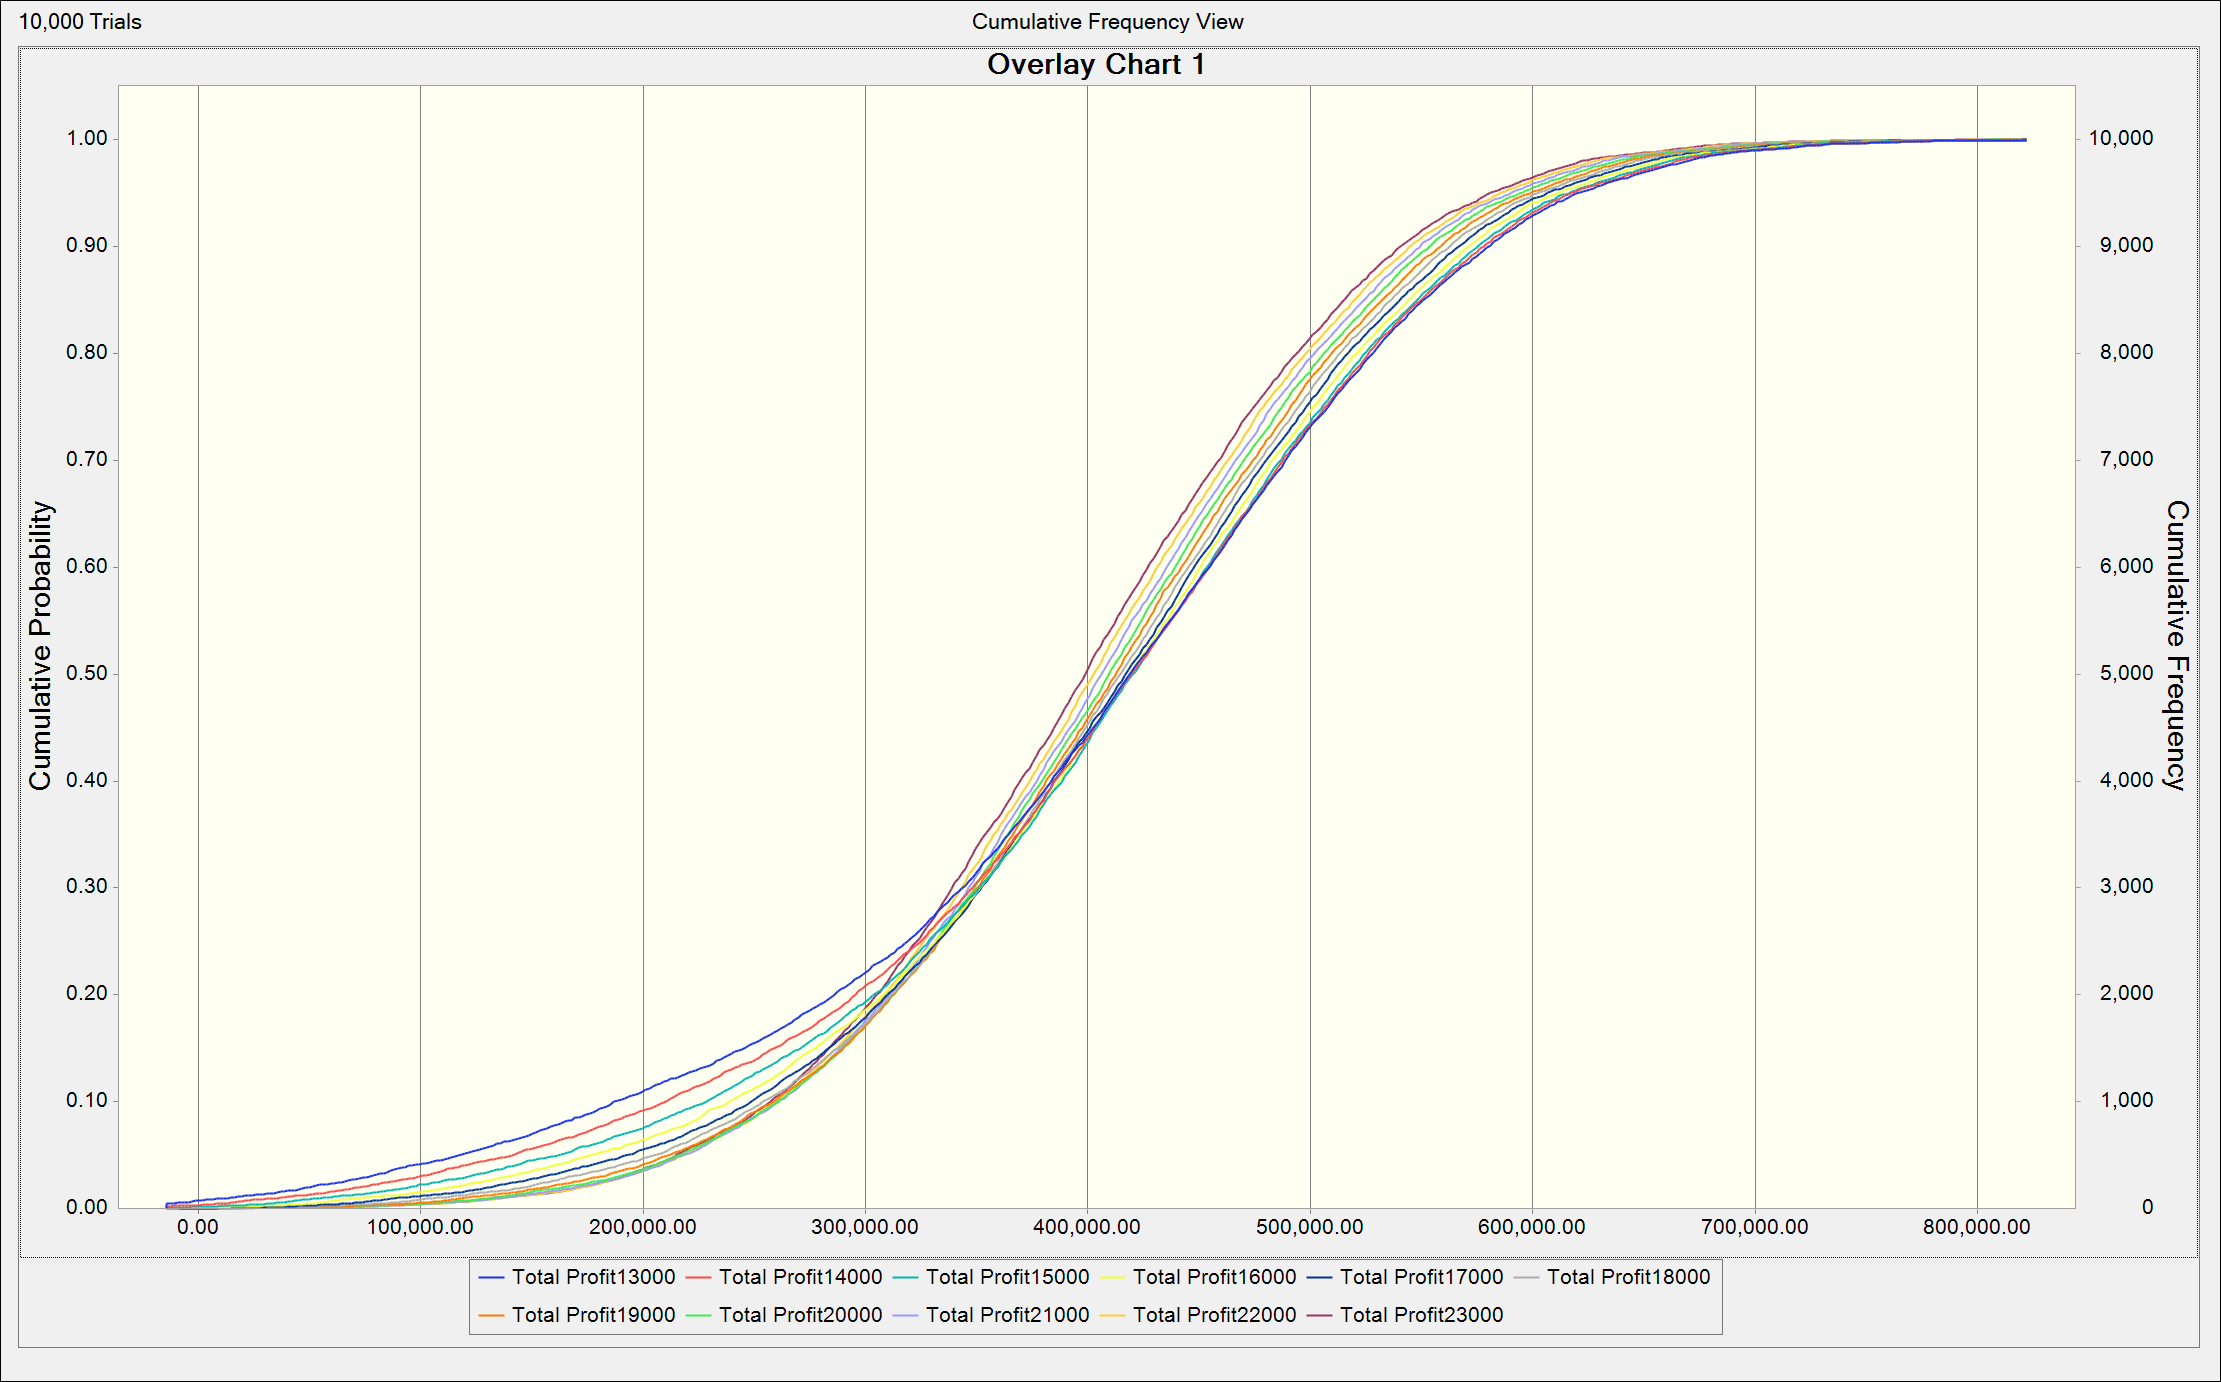 10,000 Trials
Cumulative Frequency View
Overlay Chart 1
Cumulative Probability
1.00
0.90
0.80
0.70
0.60
0.50
0.40
0.30
0.20
0.10
0.00
10,000
9,000
8,000
7,000
6,000
5,000
4,000
3,000
2,000
1,000
0
Cumulative Frequency
0.00 100,000.00 200,000.00 300,000.00 400,000.00 500,000.00 600,000.00 700,000.00 800,000.00
Total Profit13000 Total Profit14000 Total Profit15000 Total Profit16000 Total Profit17000 Total Profit18000
Total Profit19000 Total Profit20000 Total Profit21000 Total Profit22000 Total Profit23000